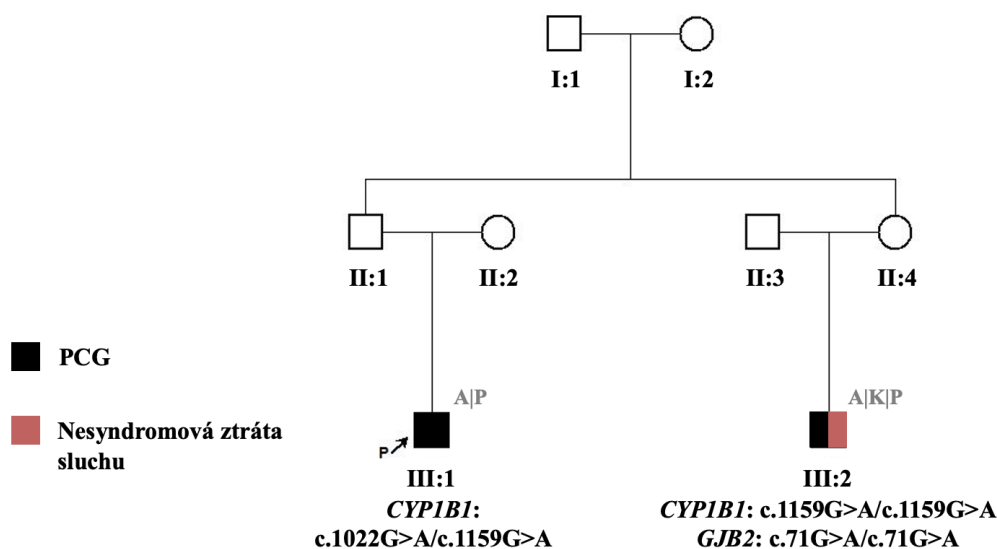 I:1
I:2
II:1
II:2
II:3
II:4
PCG
Nesyndromová ztráta
sluchu
A|P
P
III:1
CYP1B1:
c.1022G>A/c.1159G>A
A|K|P
III:2
CYP1B1: c.1159G>A/c.1159G>A
GJB2: c.71G>A/c.71G>A